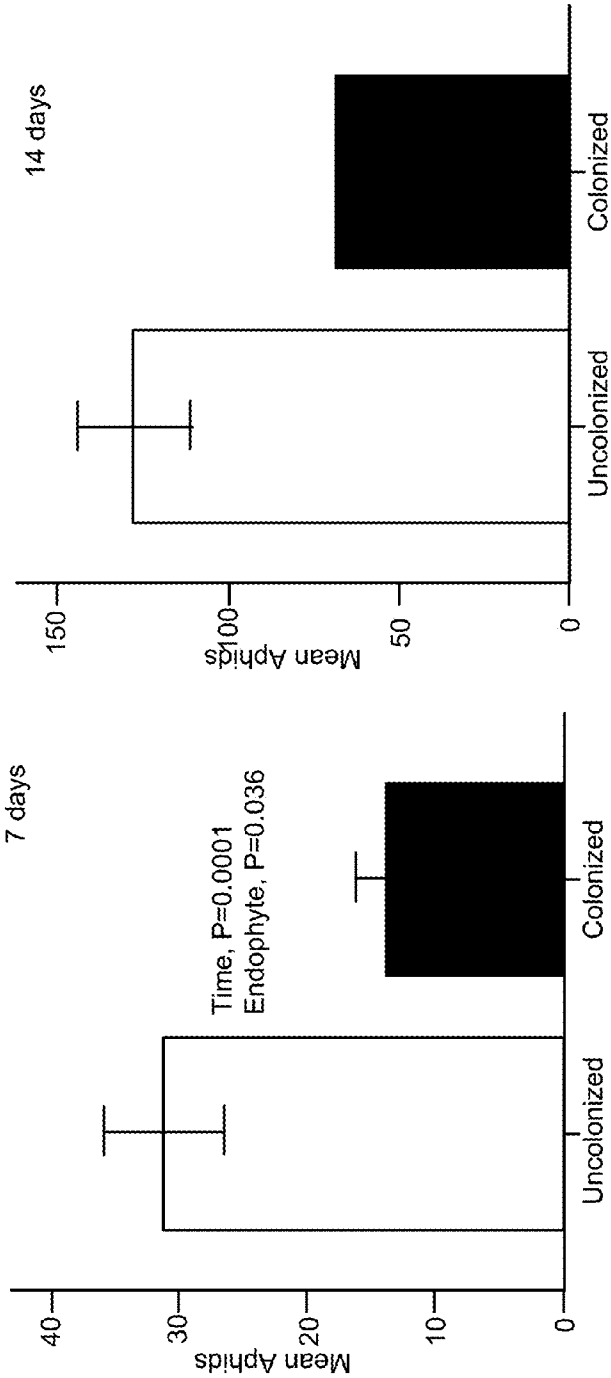 7 days
Mean Aphids
40
30
20
10
0
Time, P=0.0001
Endophyte, P=0.036
Uncolonized
Colonized
14 days
Mean Aphids
150
100
50
0
Uncolonized
Colonized